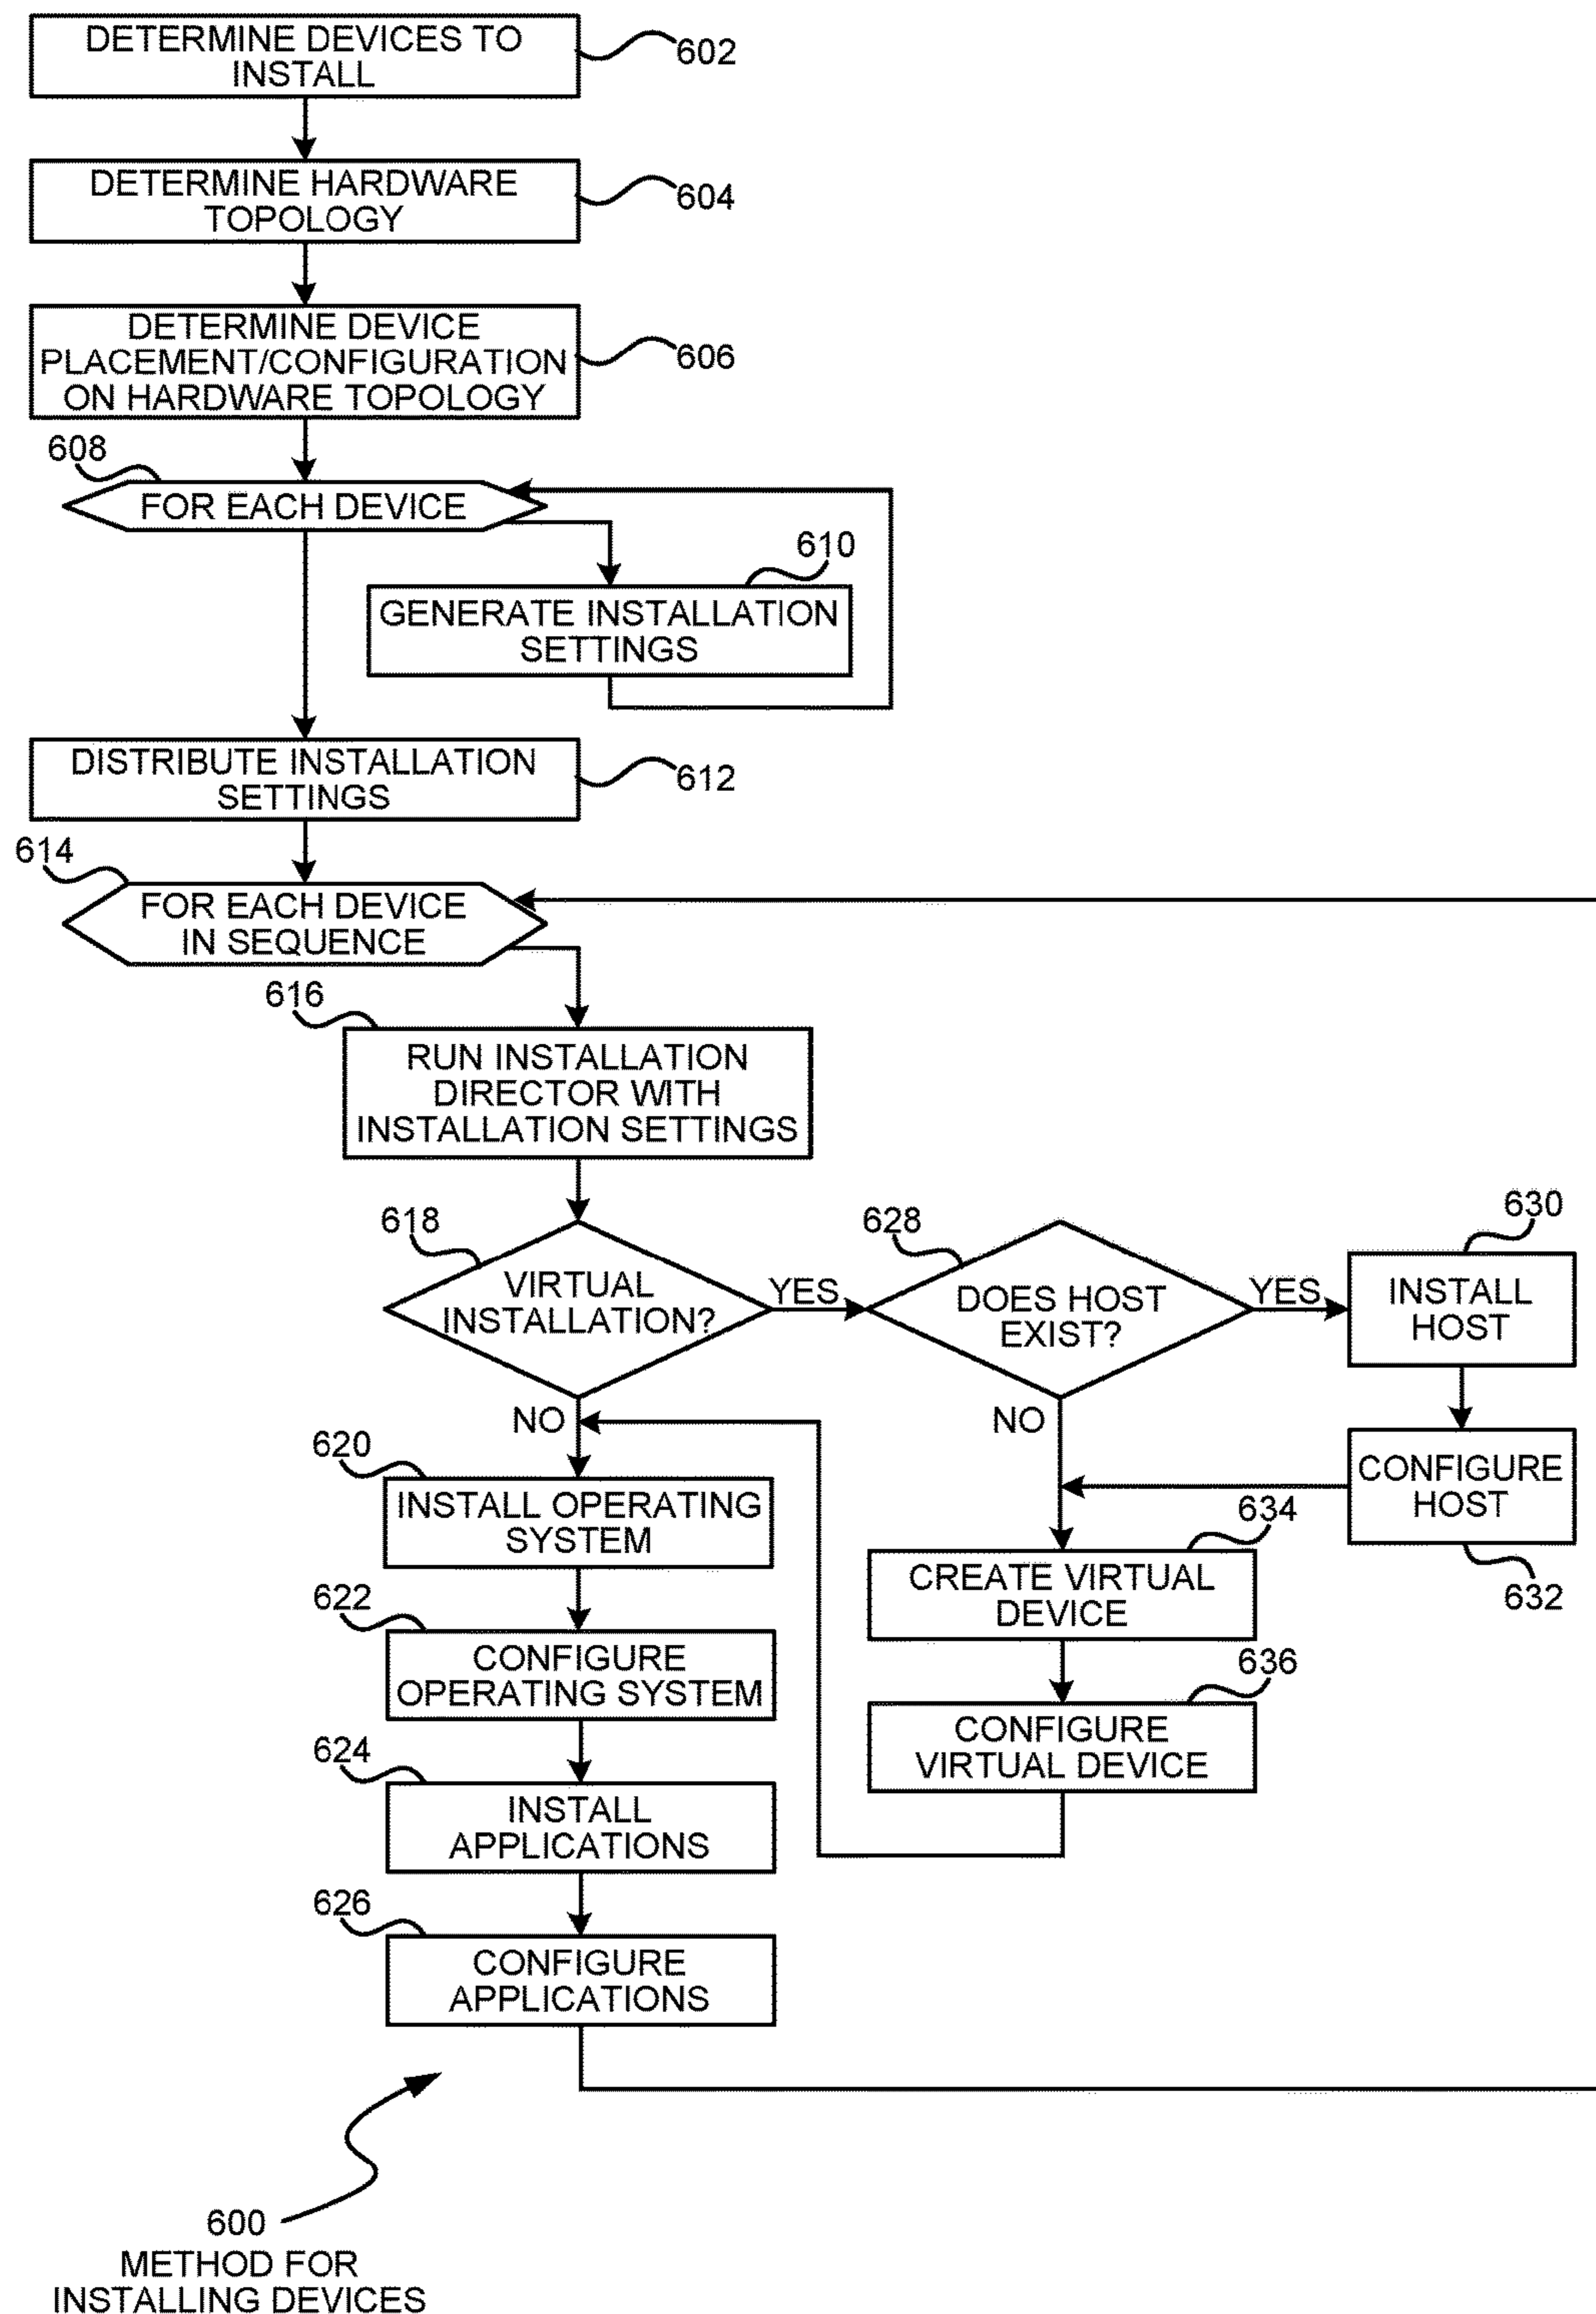 DETERMINE DEVICES TO
INSTALL
602
DETERMINE HARDWARE
TOPOLOGY
604
DETERMINE DEVICE
PLACEMENT/CONFIGURATION
ON HARDWARE TOPOLOGY
606
608
FOR EACH DEVICE
610
GENERATE INSTALLATION
SETTINGS
DISTRIBUTE INSTALLATION
SETTINGS
612
614
FOR EACH DEVICE
IN SEQUENCE
616
RUN INSTALLATION
DIRECTOR WITH
INSTALLATION SETTINGS
618
VIRTUAL
INSTALLATION?
YES
NO
628
DOES HOST
EXIST?
YES
NO
630
INSTALL
HOST
CONFIGURE
HOST
632
620
INSTALL OPERATING
SYSTEM
634
CREATE VIRTUAL
DEVICE
622
CONFIGURE
OPERATING SYSTEM
636
CONFIGURE
VIRTUAL DEVICE
624
INSTALL
APPLICATIONS
626
CONFIGURE
APPLICATIONS
600
METHOD FOR
INSTALLING DEVICES